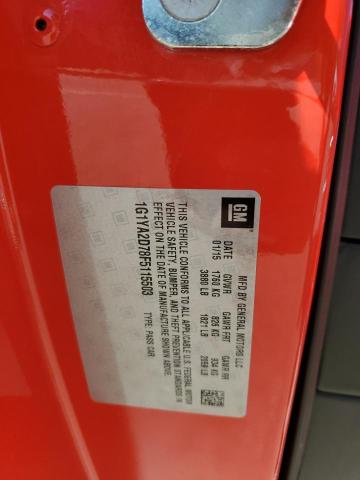 GM
MFD BY GENERAL MOTORS LLC
DATE GVWR GAWR FRT GAWR RR
01/15 1760 KG 826 KG 934 KG
3880 LB 1821 LB 2059 LB
THIS VEHICLE CONFORMS TO ALL APPLICABLE U.S. FEDERAL MOTOR
VEHICLE SAFETY, BUMPER, AND THEFT PREVENTION STANDARDS IN
EFFECT ON THE DATE OF MANUFACTURE SHOWN ABOVE.
1G1YA2D78F5115503 TYPE: PASS CAR